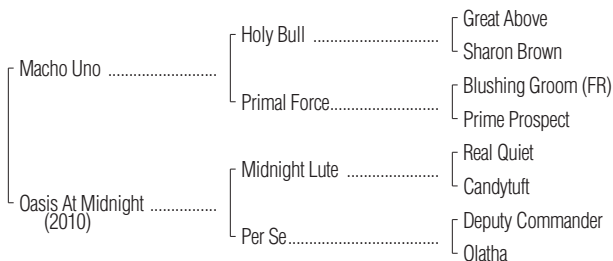 Great Above
Holy Bull ..............................
Sharon Brown
Macho Uno ..........................
Blushing Groom (FR)
Primal Force..........................
Prime Prospect
Real Quiet
Midnight Lute ......................
Candytuft
Oasis At Midnight ................
(2010)
Deputy Commander
Per Se....................................
Olatha